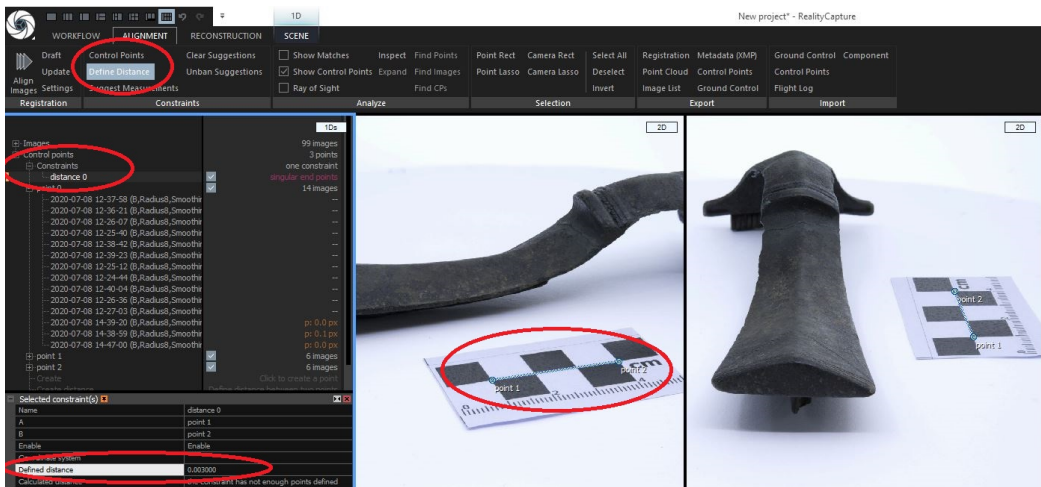 1D
New project* - RealityCapture
WORKFLOW ALIGNMENT RECONSTRUCTION SCENE
Draft Control Points Clear Suggestions Show Matches Inspect Find Points Point Rect Camera Rect Select All Registration Metadata (XMP) Ground Control Component
Update Define Distance Unban Suggestions Show Control Points Expand Find Images Point Lasso Camera Lasso Deselect Point Cloud Control Points Control Points
Align Images Settings Suggest Measurements Ray of Sight Find CPs Invert Image List Ground Control Flight Log
Registration Constraints Analyze Selection Export Import
1Ds
2D
2D
Images 99 images
Control points 3 points
Constraints one constraint
distance 0 singular end points
point 0 14 images
2020-07-08 12-37-58 (B,Radius8,Smoothir --
2020-07-08 12-36-21 (B,Radius8,Smoothir --
2020-07-08 12-26-07 (B,Radius8,Smoothir --
2020-07-08 12-25-40 (B,Radius8,Smoothir --
2020-07-08 12-38-42 (B,Radius8,Smoothir --
2020-07-08 12-39-23 (B,Radius8,Smoothir --
2020-07-08 12-25-12 (B,Radius8,Smoothir --
2020-07-08 12-24-44 (B,Radius8,Smoothir --
2020-07-08 12-40-04 (B,Radius8,Smoothir --
2020-07-08 12-26-36 (B,Radius8,Smoothir --
2020-07-08 12-27-03 (B,Radius8,Smoothir --
2020-07-08 14-39-20 (B,Radius8,Smoothir p: 0.0 px
2020-07-08 14-38-59 (B,Radius8,Smoothir p: 0.1 px
2020-07-08 14-47-00 (B,Radius8,Smoothir p: 0.0 px
point 1 6 images
point 2 6 images
Create Click to create a point
Create distance Define distance between two points
Selected constraint(s)
Name distance 0
A point 1
B point 2
Enable Enable
Coordinate system
Defined distance 0.003000
Calculated distance constraint has not enough points defined
point 1
point 2
cm
0
2
4
point 2
point 1
cm